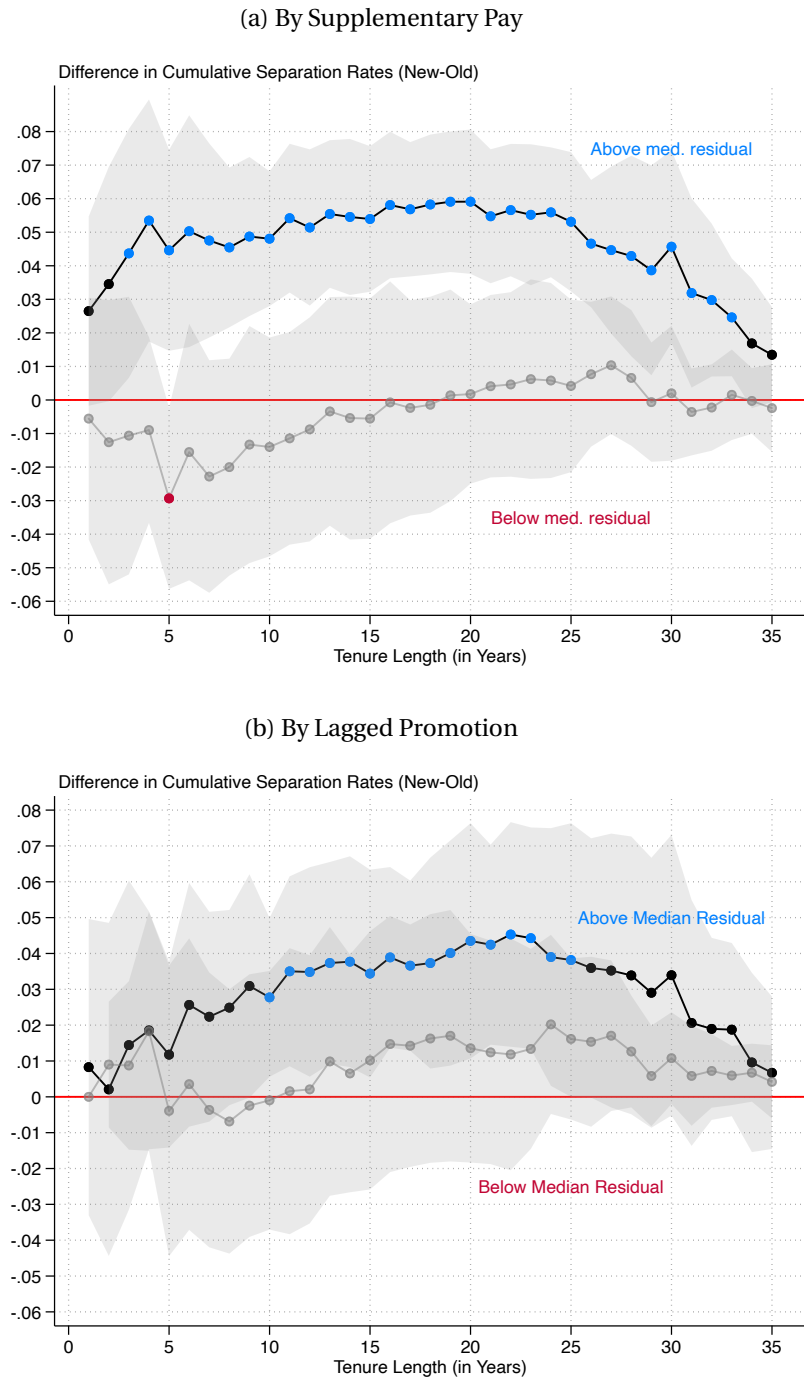 (a) By Supplementary Pay
Difference in Cumulative Separation Rates (New-Old)
.08
.07
Above med. residual
.06
.05
.04
.03
.02
.01
0
-.01
-.02
-.03
Below med. residual
-.04
-.05
-.06
0 5 10 15 20 25 30 35
Tenure Length (in Years)
(b) By Lagged Promotion
Difference in Cumulative Separation Rates (New-Old)
.08
.07
.06
.05
Above Median Residual
.04
.03
.02
.01
0
-.01
-.02
Below Median Residual
-.03
-.04
-.05
-.06
0 5 10 15 20 25 30 35
Tenure Length (in Years)